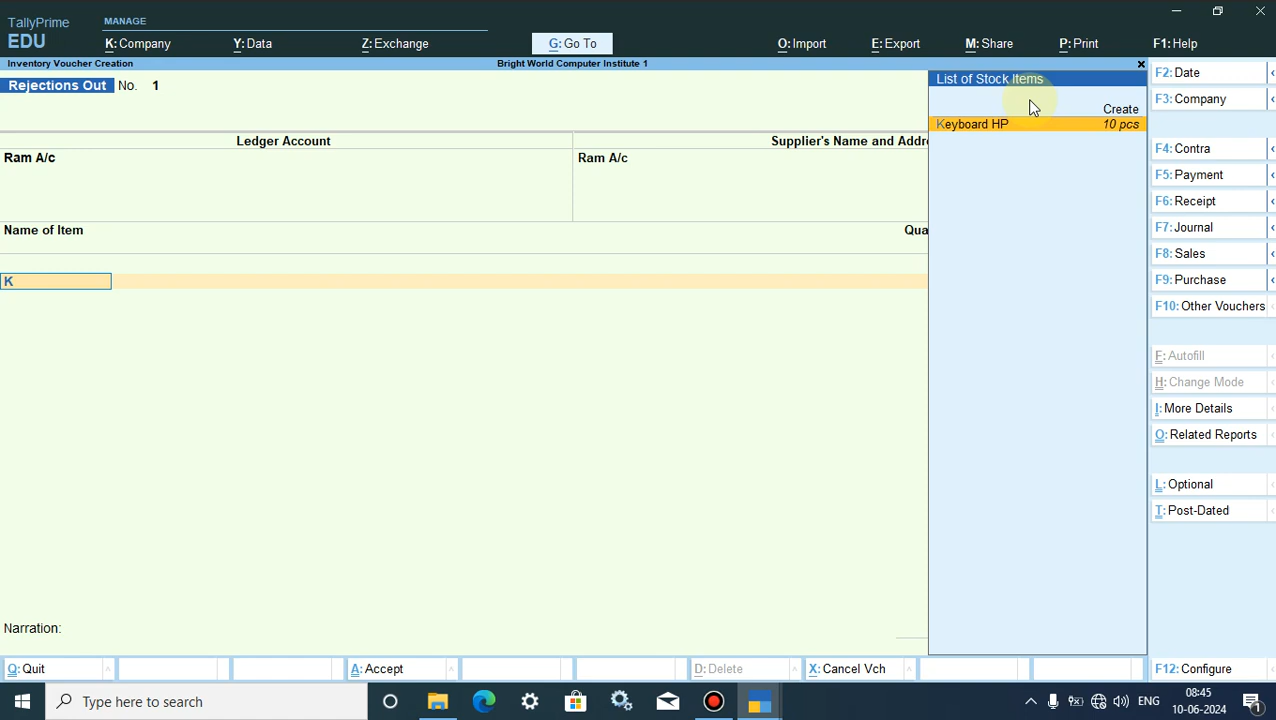 TallyPrime
EDU
MANAGE
K: Company
Y: Data
Z: Exchange
G: Go To
O: Import
E: Export
M: Share
P: Print
F1: Help
Inventory Voucher Creation
Bright World Computer Institute 1
Rejections Out No. 1
Ledger Account
Supplier's Name and Addre
Ram A/c
Ram A/c
Name of Item
Qua
K
List of Stock Items
Create
Keyboard HP 10 pcs
F2: Date
F3: Company
F4: Contra
F5: Payment
F6: Receipt
F7: Journal
F8: Sales
F9: Purchase
F10: Other Vouchers
F: Autofill
H: Change Mode
I: More Details
O: Related Reports
L: Optional
T: Post-Dated
Narration:
Q: Quit
A: Accept
D: Delete
X: Cancel Vch
F12: Configure
Type here to search
ENG
08:45
10-06-2024
1